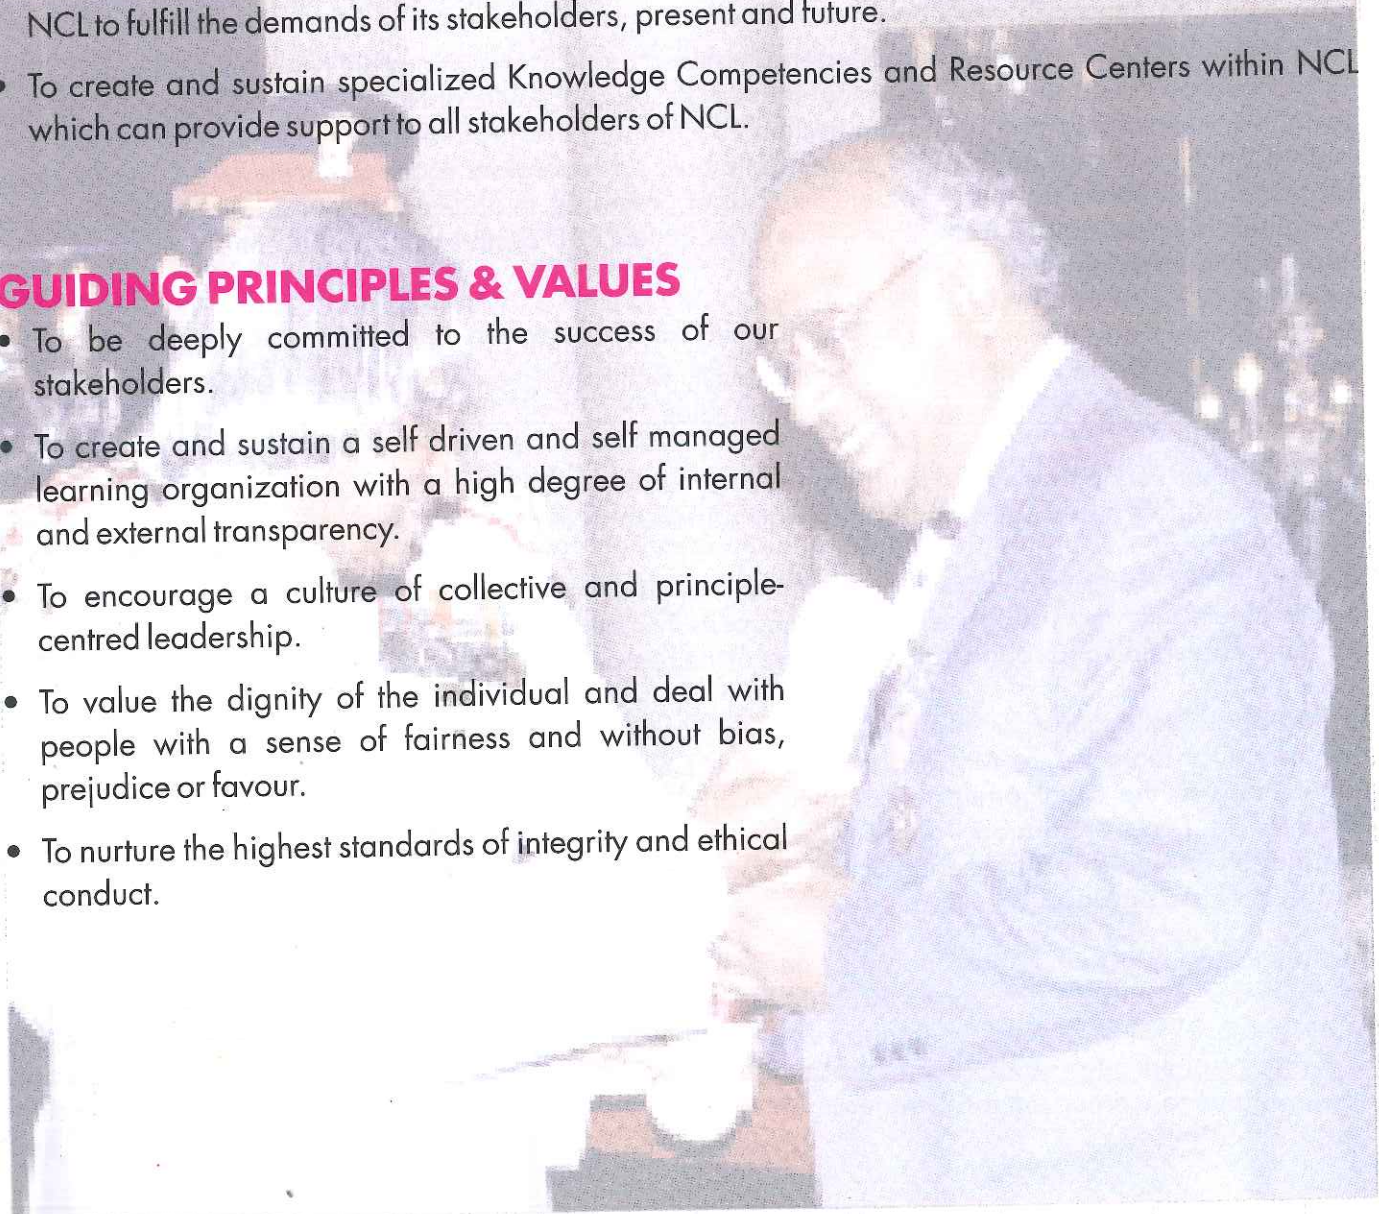 NCL to fulfill the demands of its stakeholders, present and future.
• To create and sustain specialized Knowledge Competencies and Resource Centers within NCL
which can provide support to all stakeholders of NCL.
GUIDING PRINCIPLES & VALUES
• To be deeply committed to the success of our
stakeholders.
• To create and sustain a self driven and self managed
learning organization with a high degree of internal
and external transparency.
• To encourage a culture of collective and principle-
centred leadership.
• To value the dignity of the individual and deal with
people with a sense of fairness and without bias,
prejudice or favour.
• To nurture the highest standards of integrity and ethical
conduct.